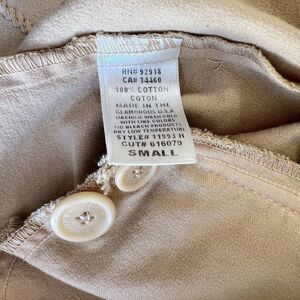 RN# 92918
CA# 34460
100% COTTON/
COTON
MADE IN THE
GLAMOROUS U.S.A
MACHINE WASH COLD
WITH LIKE COLORS
NO BLEACH PRODUCTS
DRY LOW TEMPERATURE
STYLE# 11993 H
CUT# 616079
SMALL